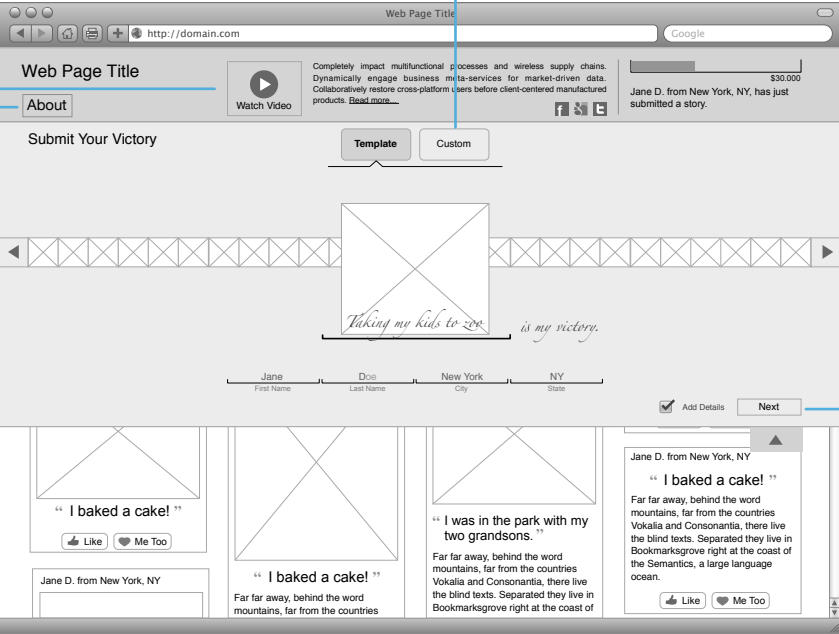 Web Page Title
http://domain.com
Google
Web Page Title
About
Watch Video
Completely impact multifunctional processes and wireless supply chains.
Dynamically engage business meta-services for market-driven data.
Collaboratively restore cross-platform users before client-centered manufactured
products. Read more...
$30.000
Jane D. from New York, NY, has just
submitted a story.
Submit Your Victory
Template
Custom
Taking my kids to zoo
is my victory.
Jane
Doe
New York
NY
First Name
Last Name
City
State
Add Details
Next
“ I baked a cake! ”
Like
Me Too
Jane D. from New York, NY
“ I baked a cake! ”
Far far away, behind the word
mountains, far from the countries
“ I was in the park with my
two grandsons. ”
Far far away, behind the word
mountains, far from the countries
Vokalia and Consonantia, there live
the blind texts. Separated they live in
Bookmarksgrove right at the coast of
Jane D. from New York, NY
“ I baked a cake! ”
Far far away, behind the word
mountains, far from the countries
Vokalia and Consonantia, there live
the blind texts. Separated they live in
Bookmarksgrove right at the coast of
the Semantics, a large language
ocean.
Like
Me Too